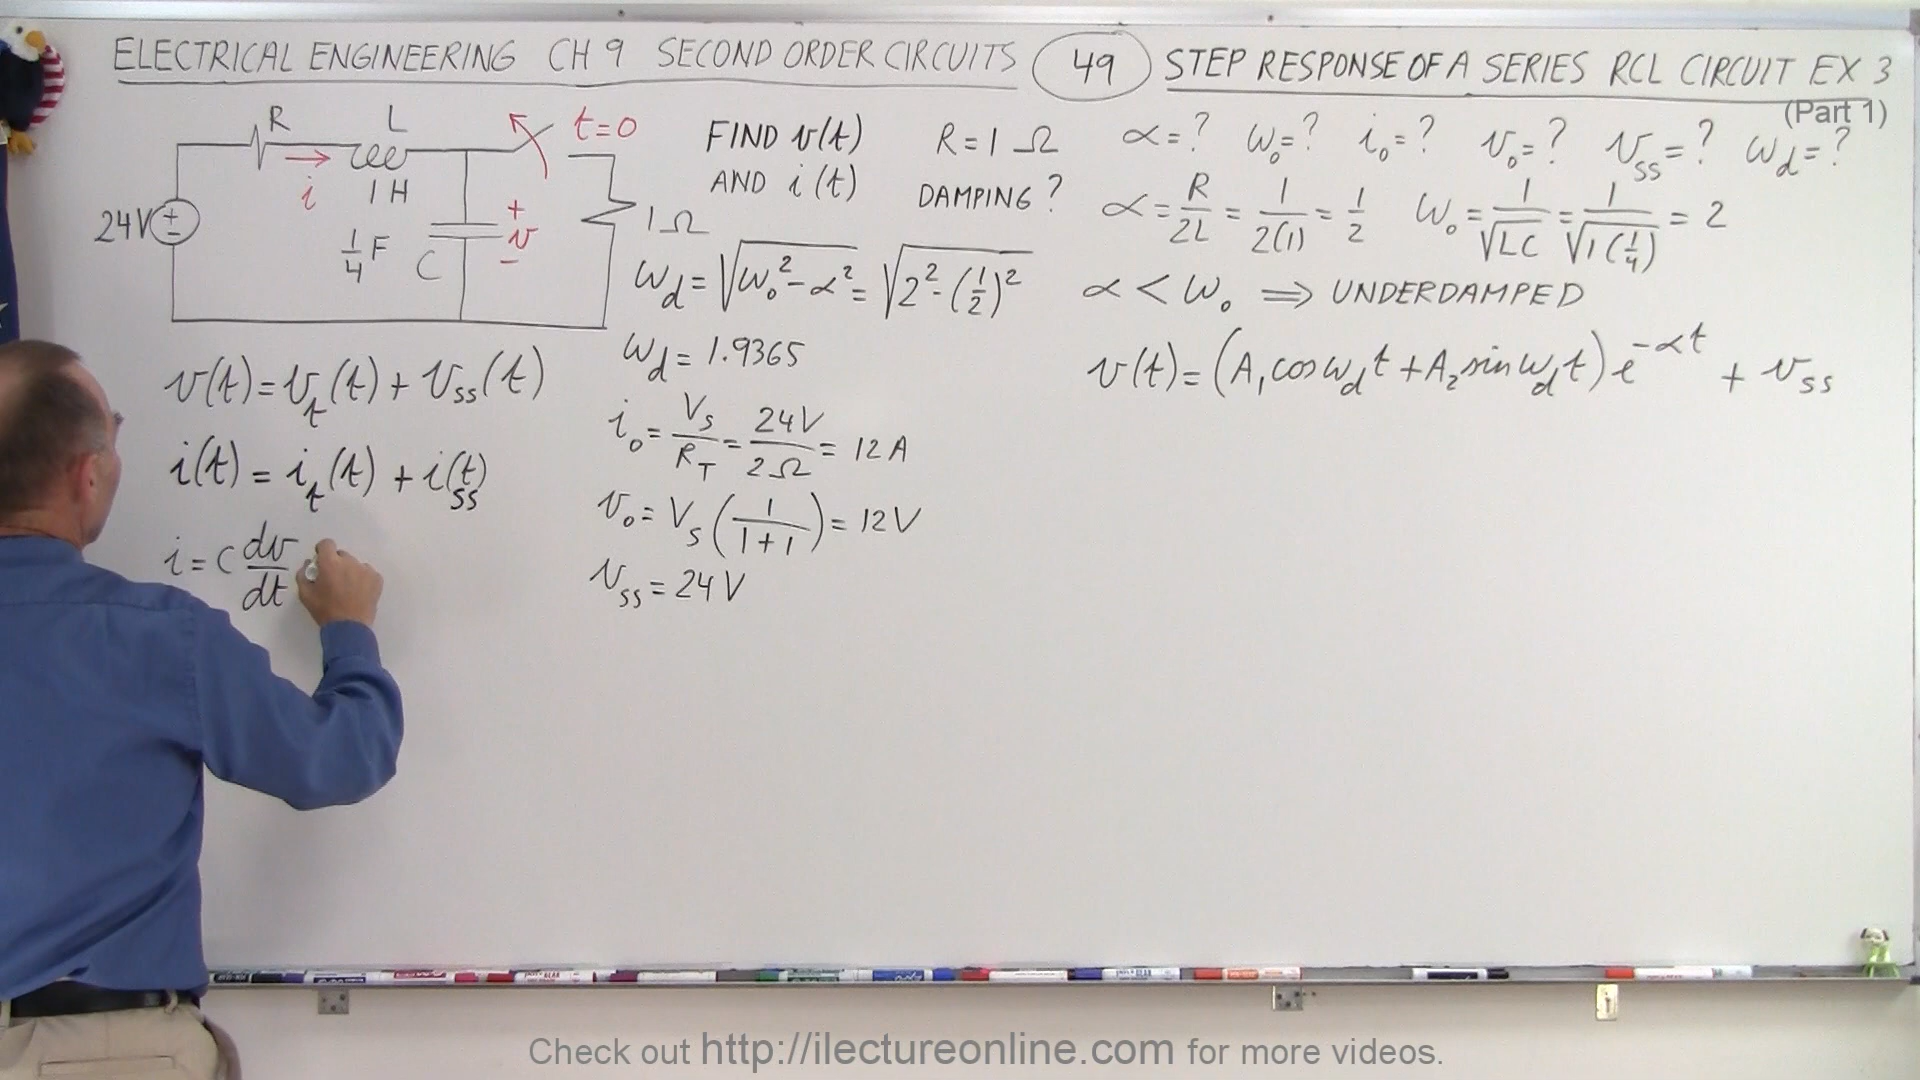 ELECTRICAL ENGINEERING CH 9 SECOND ORDER CIRCUITS 49 STEP RESPONSE OF A SERIES RCL CIRCUIT EX 3
(Part 1)
R L t=0
i 1 H
24V + −
1/4 F C
+ v −
1 Ω
FIND v(t) R = 1 Ω
AND i(t) DAMPING?
α=? ω₀=? i₀=? v₀=? v_ss=? ω_d=?
α = R/2L = 1/2(1) = 1/2 ω₀ = 1/√LC = 1/√1(1/4) = 2
ω_d = √ω₀² - α² = √2² - (1/2)²
α < ω₀ ⇒ UNDERDAMPED
ω_d = 1.9365
v(t) = (A₁ cos ω_d t + A₂ sin ω_d t) e^-αt + v_ss
v(t) = v_t(t) + v_ss(t)
i₀ = V_s/R_T = 24V/2Ω = 12 A
i(t) = i_t(t) + i_ss(t)
v₀ = V_s (1/1+1) = 12V
i = C dv/dt
v_ss = 24 V
Check out http://ilectureonline.com for more videos.